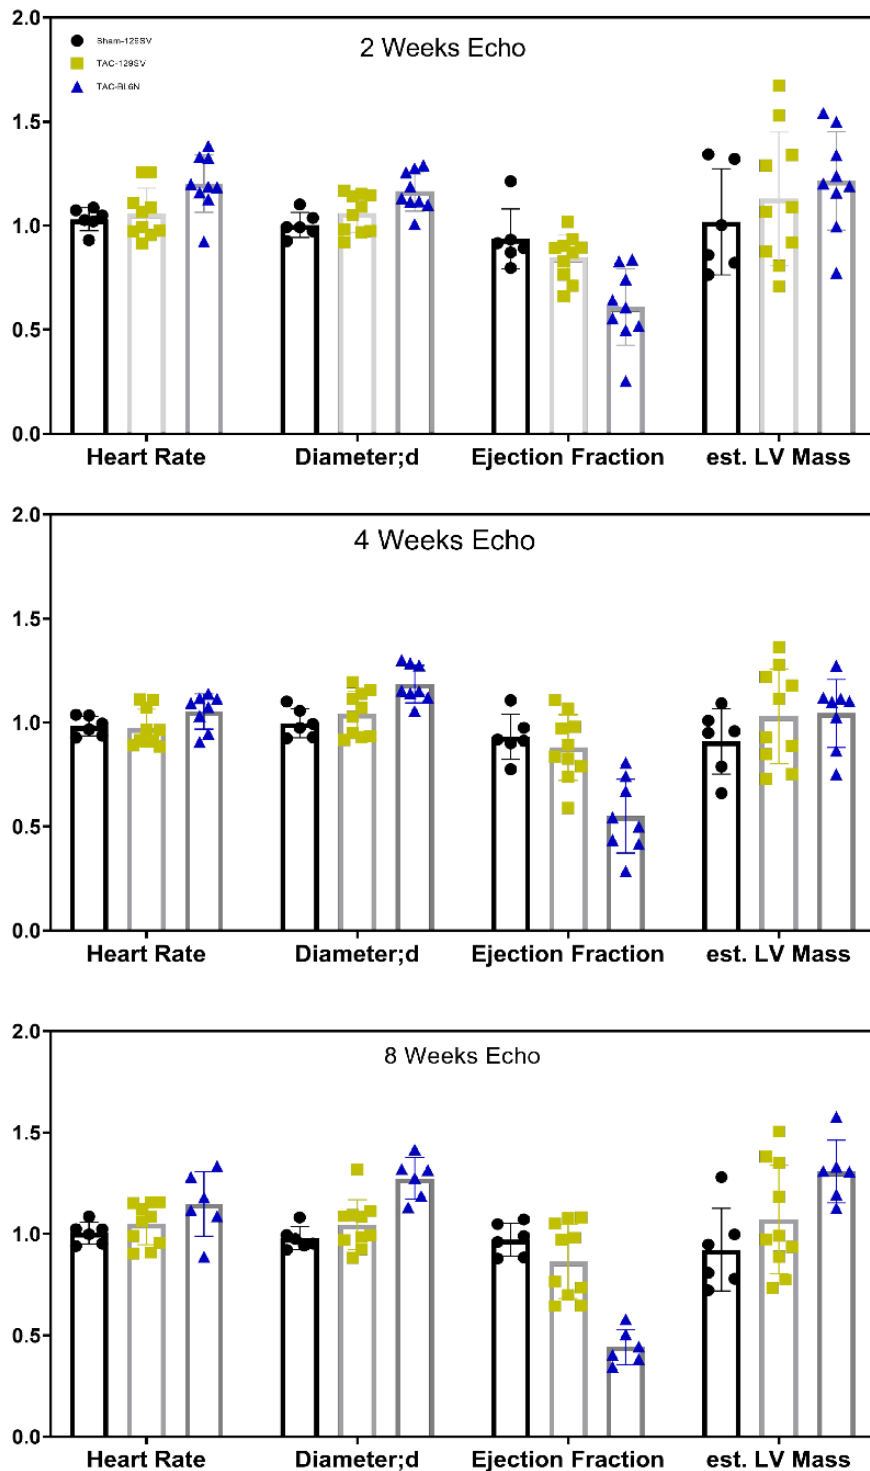 2.0
2 Weeks Echo
Sham-129SV
TAC-129SV
TAC-BL6N
1.5
1.0
0.5
0.0
Heart Rate Diameter;d Ejection Fraction est. LV Mass
2.0
4 Weeks Echo
1.5
1.0
0.5
0.0
Heart Rate Diameter;d Ejection Fraction est. LV Mass
2.0
8 Weeks Echo
1.5
1.0
0.5
0.0
Heart Rate Diameter;d Ejection Fraction est. LV Mass